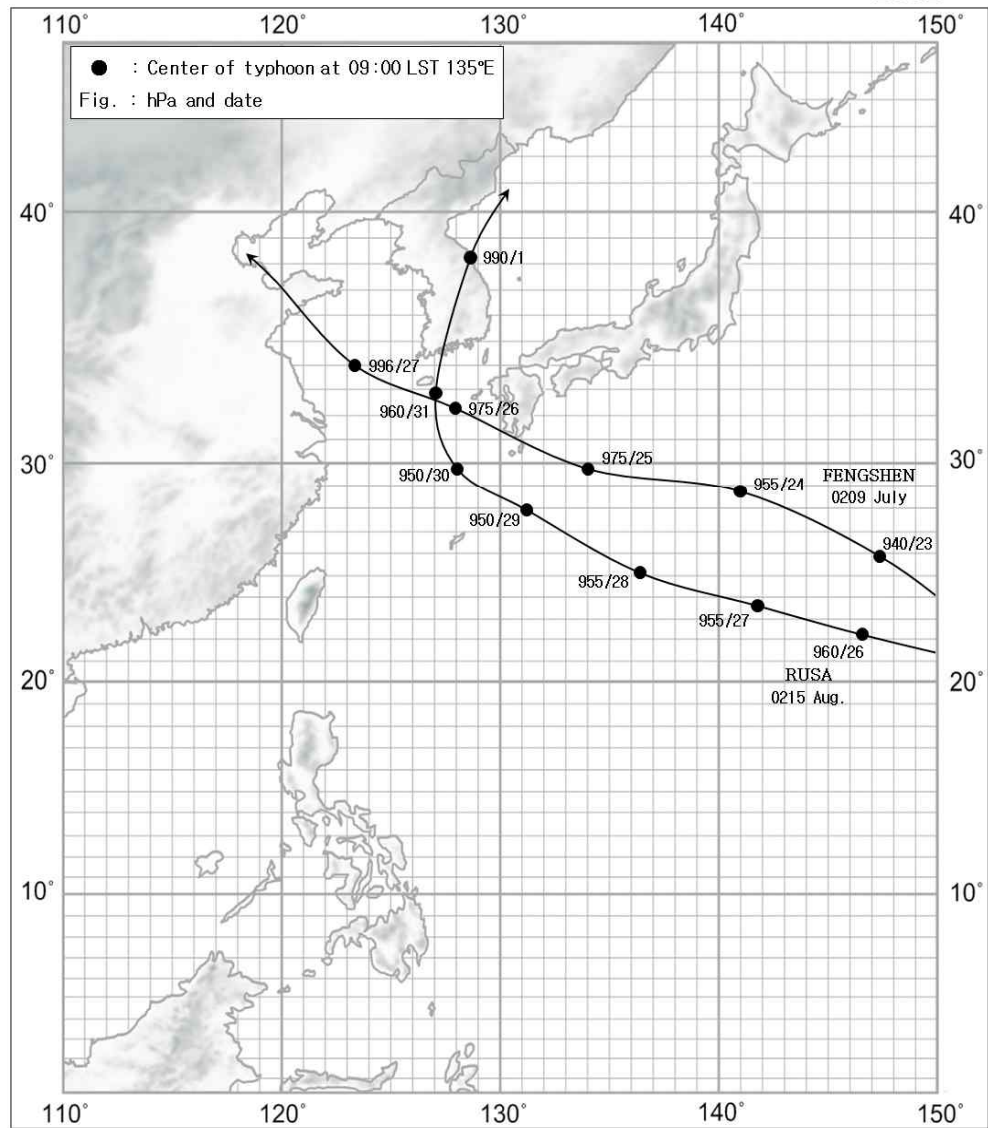 110° 120° 130° 140° 150°
● : Center of typhoon at 09:00 LST 135°E
Fig. : hPa and date
40° 40°
990/1
996/27
960/31
975/26
975/25
30° 30°
950/30
955/24
FENGSHEN
0209 July
950/29
940/23
955/28
955/27
960/26
RUSA
0215 Aug.
20° 20°
10° 10°
110° 120° 130° 140° 150°